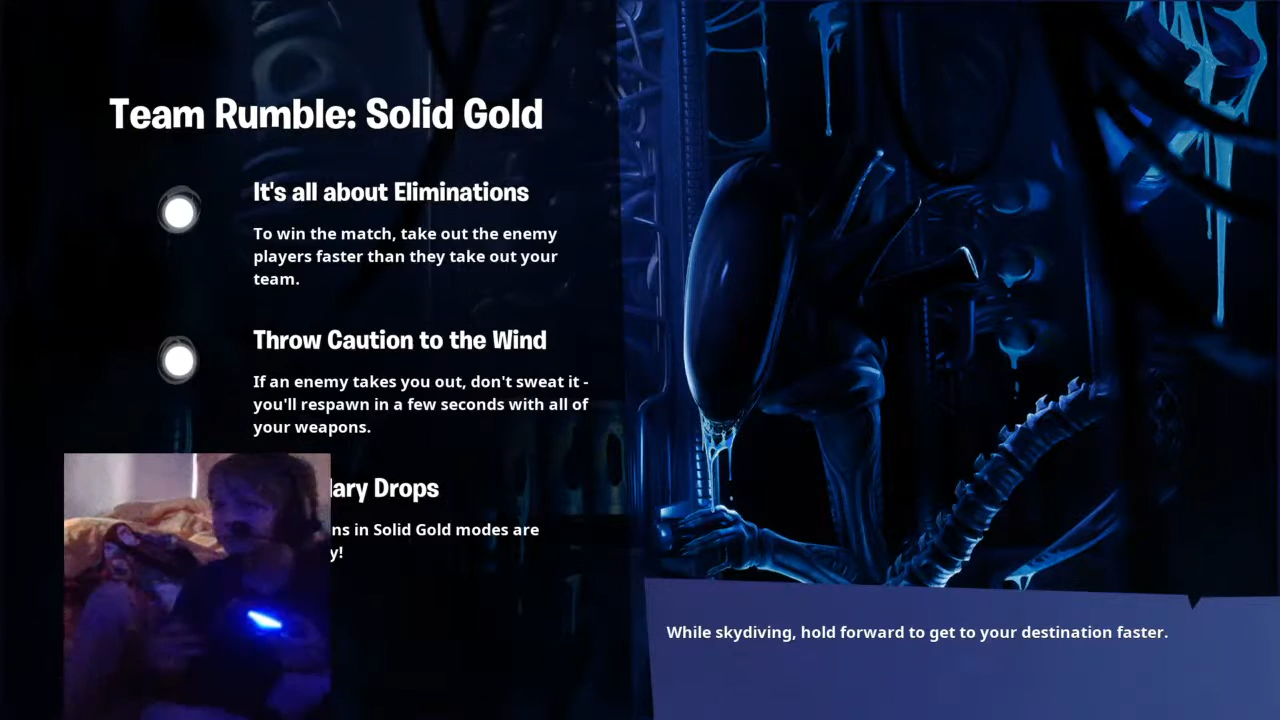 Team Rumble: Solid Gold
It's all about Eliminations
To win the match, take out the enemy
players faster than they take out your
team.
Throw Caution to the Wind
If an enemy takes you out, don't sweat it -
you'll respawn in a few seconds with all of
your weapons.
Drops
in Solid Gold modes are
While skydiving, hold forward to get to your destination faster.